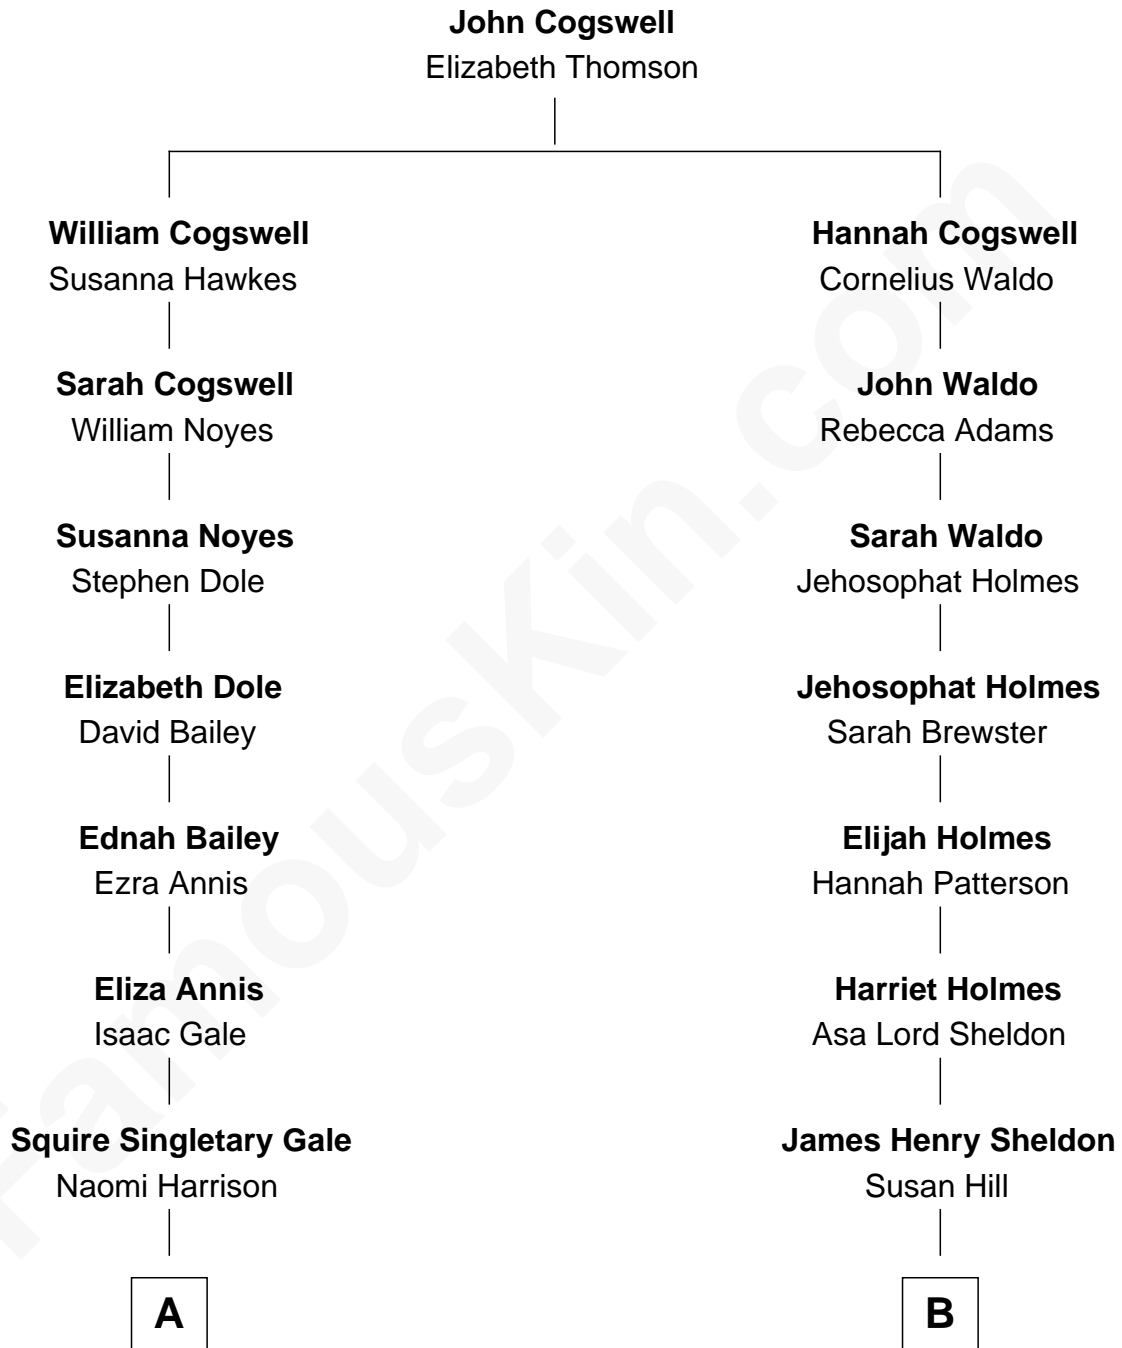 John Cogswell
Elizabeth Thomson
William Cogswell
Susanna Hawkes
Hannah Cogswell
Cornelius Waldo
Sarah Cogswell
William Noyes
John Waldo
Rebecca Adams
Susanna Noyes
Stephen Dole
Sarah Waldo
Jehosophat Holmes
Elizabeth Dole
David Bailey
Jehosophat Holmes
Sarah Brewster
Ednah Bailey
Ezra Annis
Elijah Holmes
Hannah Patterson
Eliza Annis
Isaac Gale
Harriet Holmes
Asa Lord Sheldon
Squire Singletary Gale
Naomi Harrison
James Henry Sheldon
Susan Hill
A
B
FamousKin.com